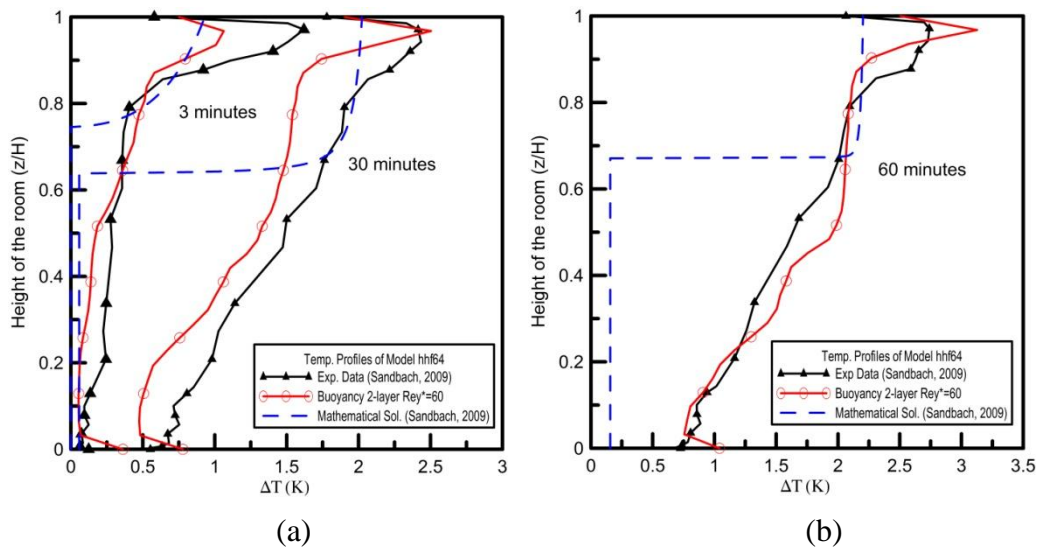 1
0.8
0.6
0.4
0.2
0
Height of the room (z/H)
3 minutes
30 minutes
Temp. Profiles of Model hhf64
Exp. Data (Sandbach, 2009)
Buoyancy 2-layer Rey*=60
Mathematical Sol. (Sandbach, 2009)
0 0.5 1 1.5 2 2.5 3
ΔT (K)
(a)
1
0.8
0.6
0.4
0.2
0
Height of the room (z/H)
60 minutes
Temp. Profiles of Model hhf64
Exp. Data (Sandbach, 2009)
Buoyancy 2-layer Rey*=60
Mathematical Sol. (Sandbach, 2009)
0 0.5 1 1.5 2 2.5 3 3.5
ΔT (K)
(b)